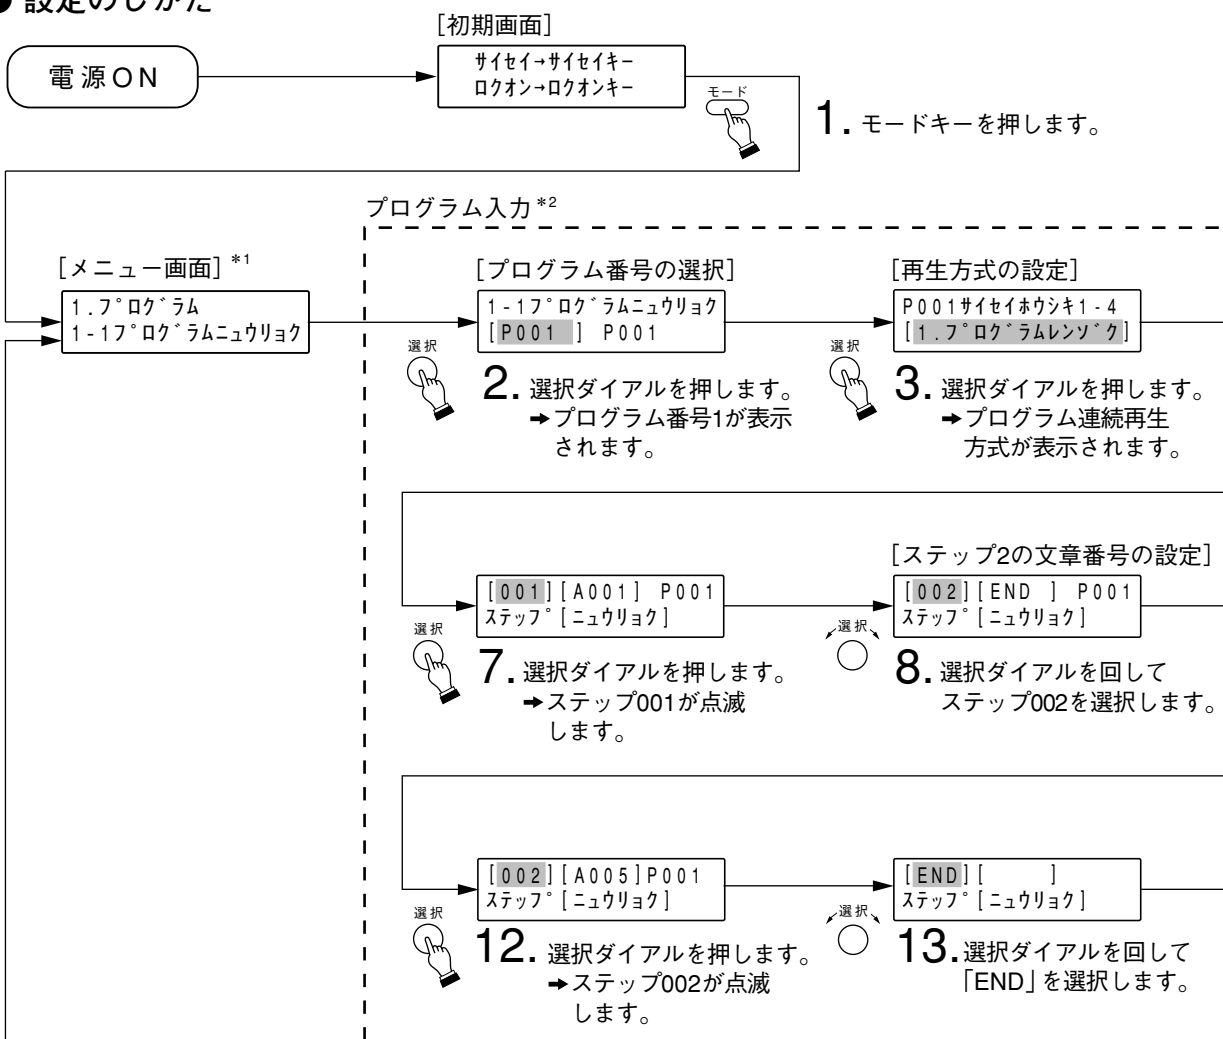 ● 設定のしかた
[初期画面]
電源ON
サイセイ→サイセイキー
ロクオン→ロクオンキー
モード
1. モードキーを押します。
プログラム入力*2
[メニュー画面]*1
1.プログラム
1-1プログラムニュウリョク
[プログラム番号の選択]
1-1プログラムニュウリョク
[P001 ] P001
選択
2. 選択ダイアルを押します。
➡プログラム番号1が表示
されます。
[再生方式の設定]
P001サイセイホウシキ1-4
[1.プログラムレンゾク]
選択
3. 選択ダイアルを押します。
➡プログラム連続再生
方式が表示されます。
[001][A001] P001
ステップ[ニュウリョク]
選択
7. 選択ダイアルを押します。
➡ステップ001が点滅
します。
[ステップ2の文章番号の設定]
[002][END ] P001
ステップ[ニュウリョク]
選択
8. 選択ダイアルを回して
ステップ002を選択します。
[002][A005]P001
ステップ[ニュウリョク]
選択
12. 選択ダイアルを押します。
➡ステップ002が点滅
します。
[END][ ]
ステップ[ニュウリョク]
選択
13. 選択ダイアルを回して
「END」を選択します。